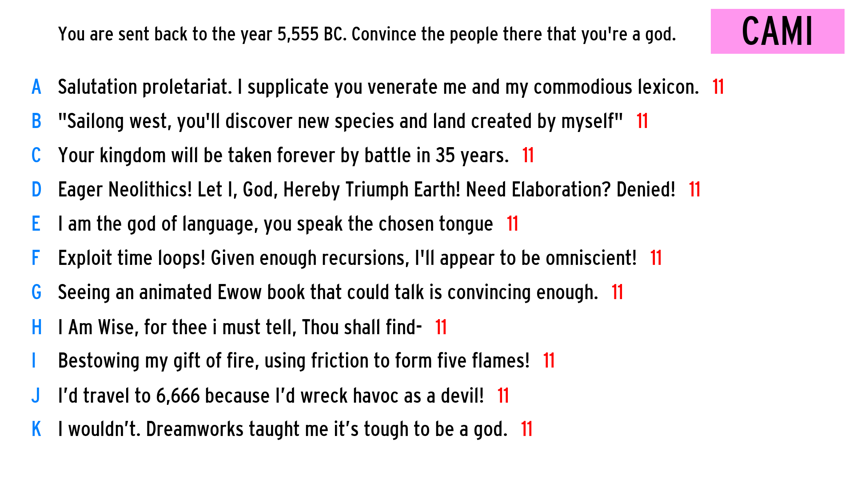 You are sent back to the year 5,555 BC. Convince the people there that you're a god.
CAMI
A Salutation proletariat. I supplicate you venerate me and my commodious lexicon. 11
B "Sailong west, you'll discover new species and land created by myself" 11
C Your kingdom will be taken forever by battle in 35 years. 11
D Eager Neolithics! Let I, God, Hereby Triumph Earth! Need Elaboration? Denied! 11
E I am the god of language, you speak the chosen tongue 11
F Exploit time loops! Given enough recursions, I'll appear to be omniscient! 11
G Seeing an animated Ewow book that could talk is convincing enough. 11
H I Am Wise, for thee i must tell, Thou shall find- 11
I Bestowing my gift of fire, using friction to form five flames! 11
J I’d travel to 6,666 because I’d wreck havoc as a devil! 11
K I wouldn’t. Dreamworks taught me it’s tough to be a god. 11